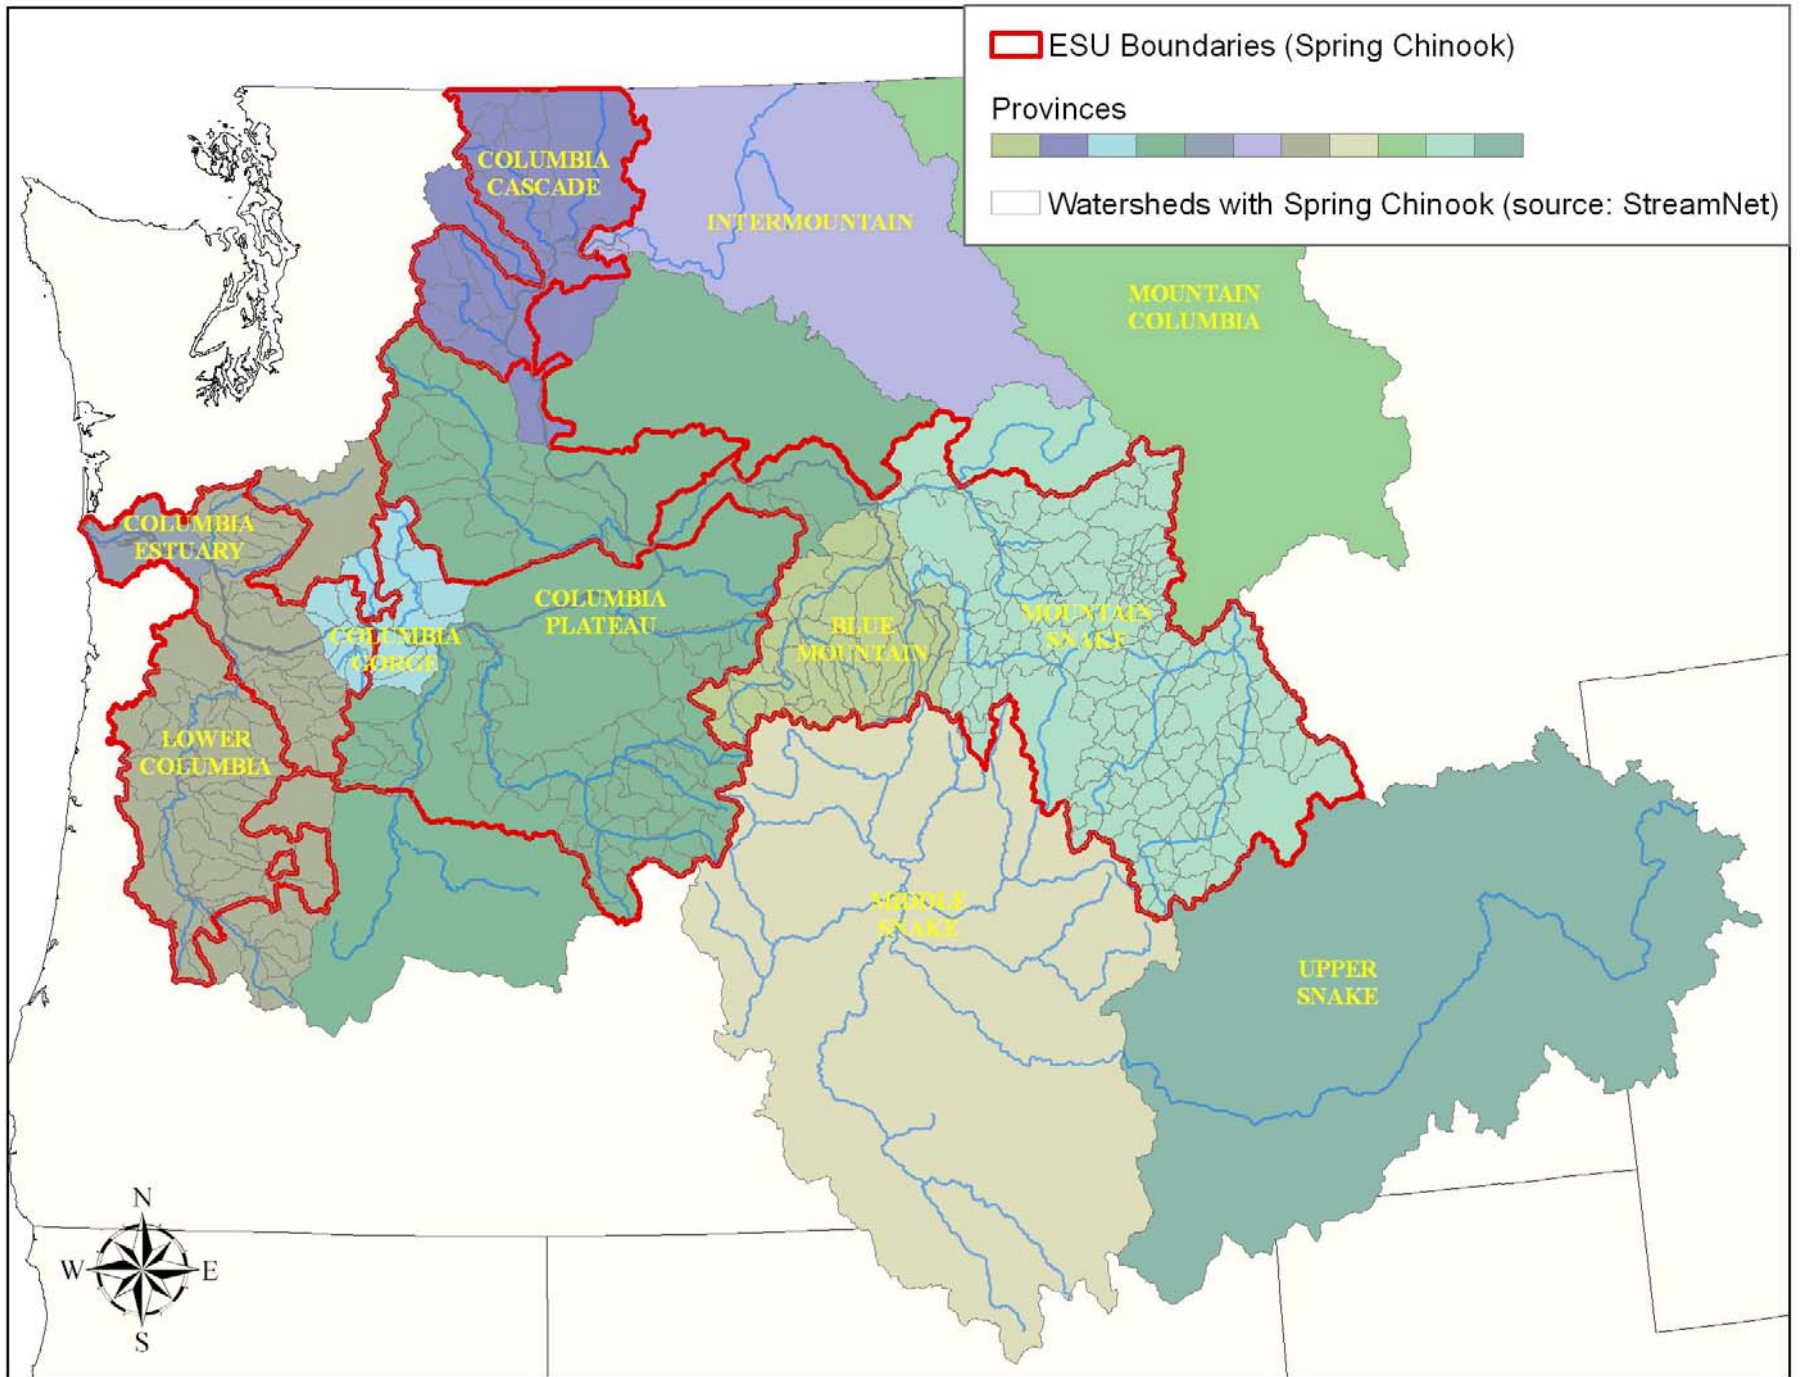 ESU Boundaries (Spring Chinook)
Provinces
Watersheds with Spring Chinook (source: StreamNet)
COLUMBIA
CASCADE
INTERMOUNTAIN
MOUNTAIN
COLUMBIA
COLUMBIA
ESTUARY
COLUMBIA
PLATEAU
COLUMBIA
GORGE
BLUE
MOUNTAIN
MOUNTAIN
SNAKE
LOWER
COLUMBIA
MIDDLE
SNAKE
UPPER
SNAKE
N
W
E
S